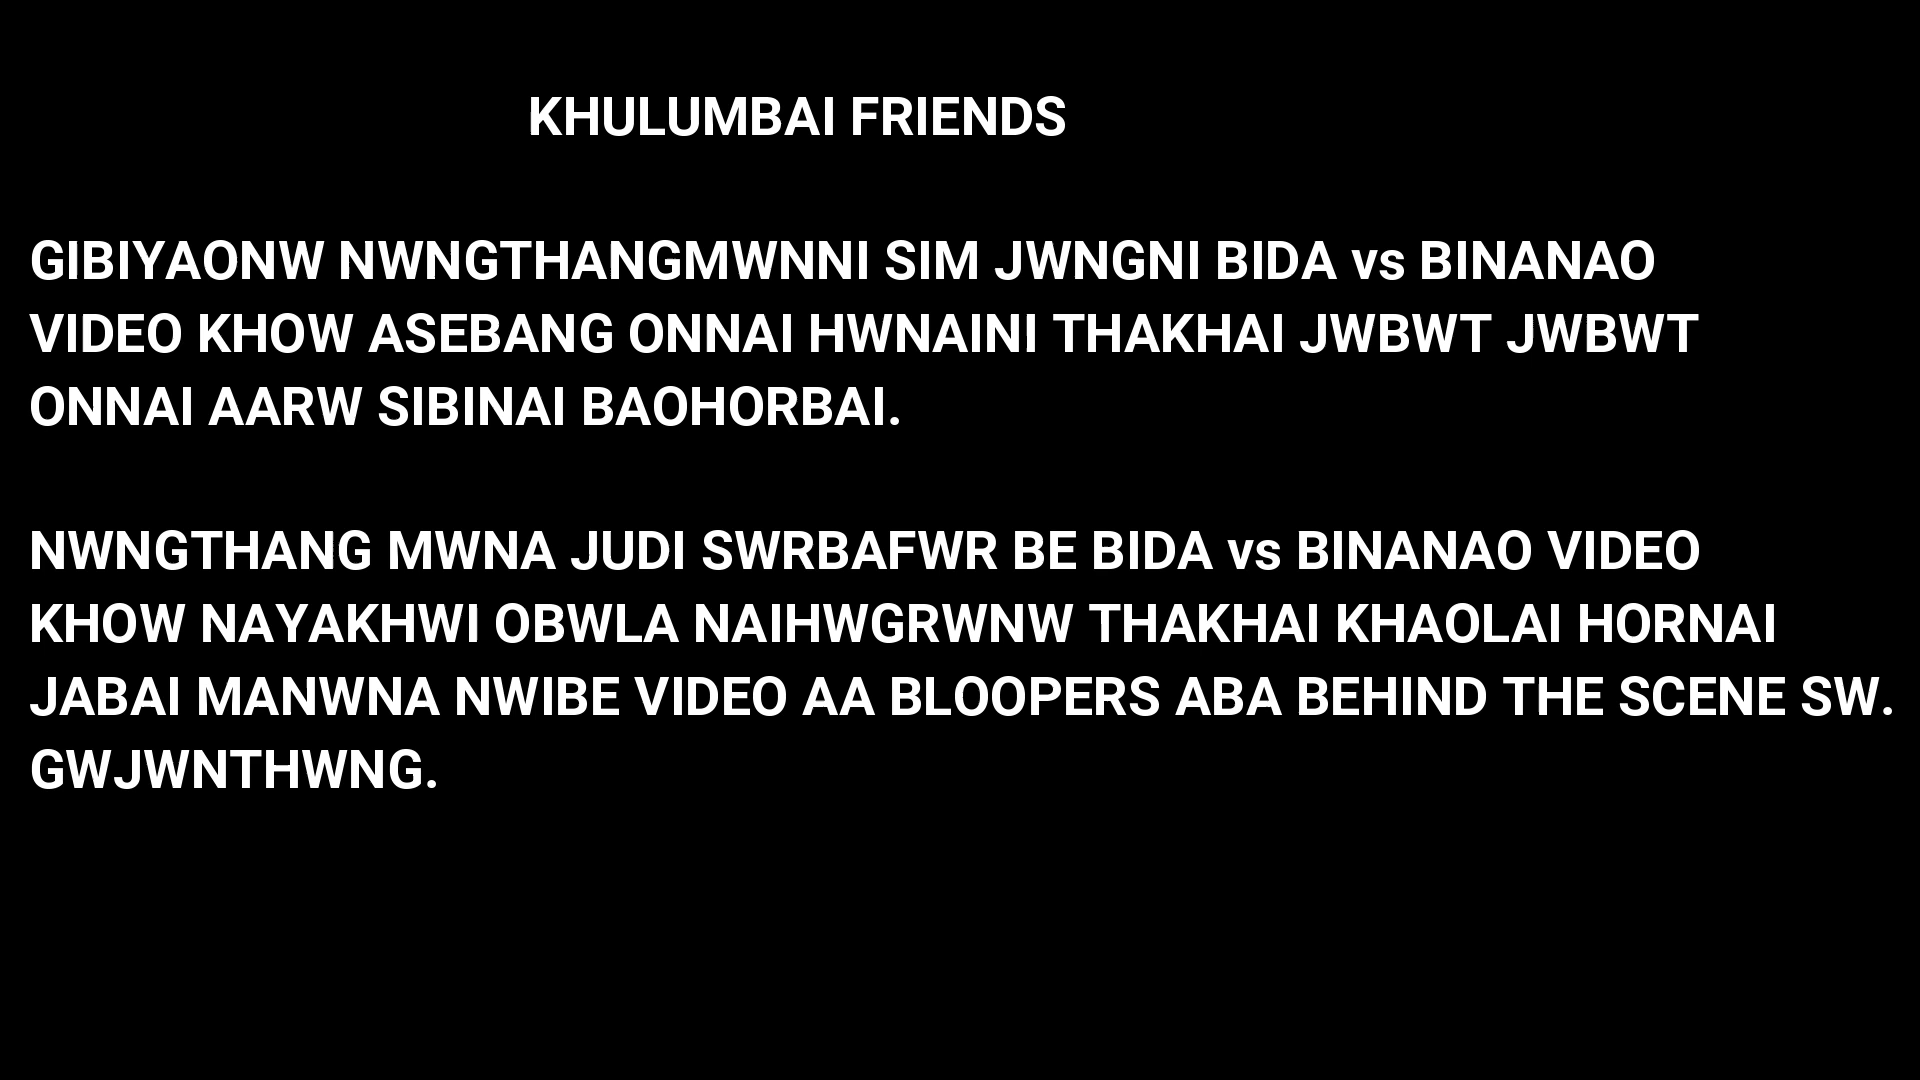 KHULUMBAI FRIENDS
GIBIYAONW NWNGTHANGMWNNI SIM JWNGNI BIDA vs BINANAO
VIDEO KHOW ASEBANG ONNAI HWNAINI THAKHAI JWBWT JWBWT
ONNAI AARW SIBINAI BAOHORBAI.
NWNGTHANG MWNA JUDI SWRBAFWR BE BIDA vs BINANAO VIDEO
KHOW NAYAKHWI OBWLA NAIHWGRWNW THAKHAI KHAOLAI HORNAI
JABAI MANWNA NWIBE VIDEO AA BLOOPERS ABA BEHIND THE SCENE SW.
GWJWNTHWNG.